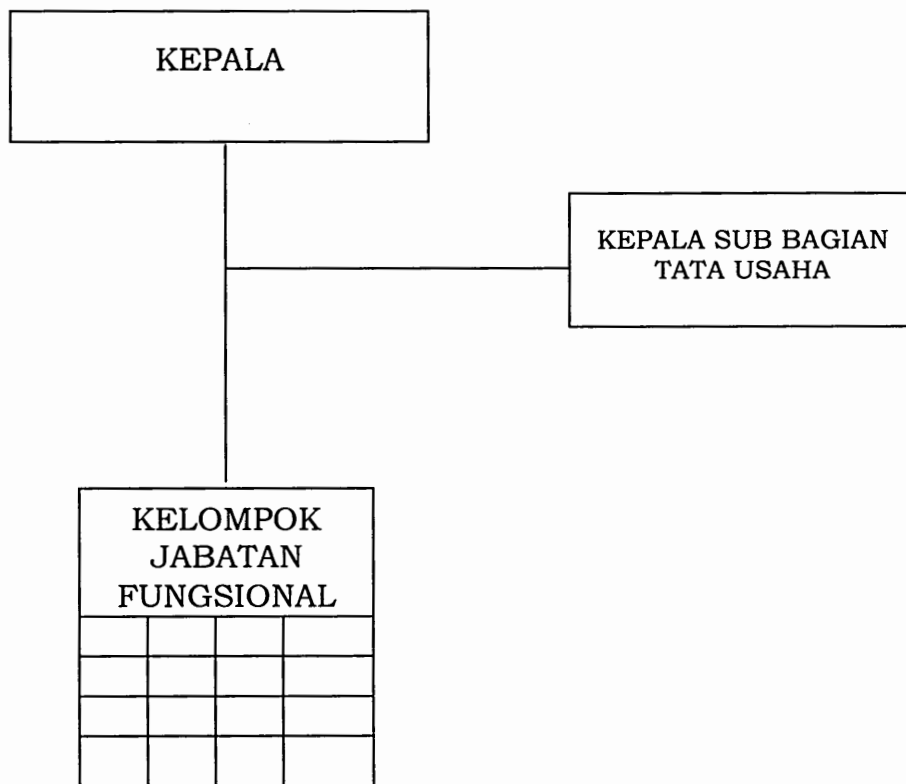 KEPALA
KEPALA SUB BAGIAN
TATA USAHA
KELOMPOK
JABATAN
FUNGSIONAL